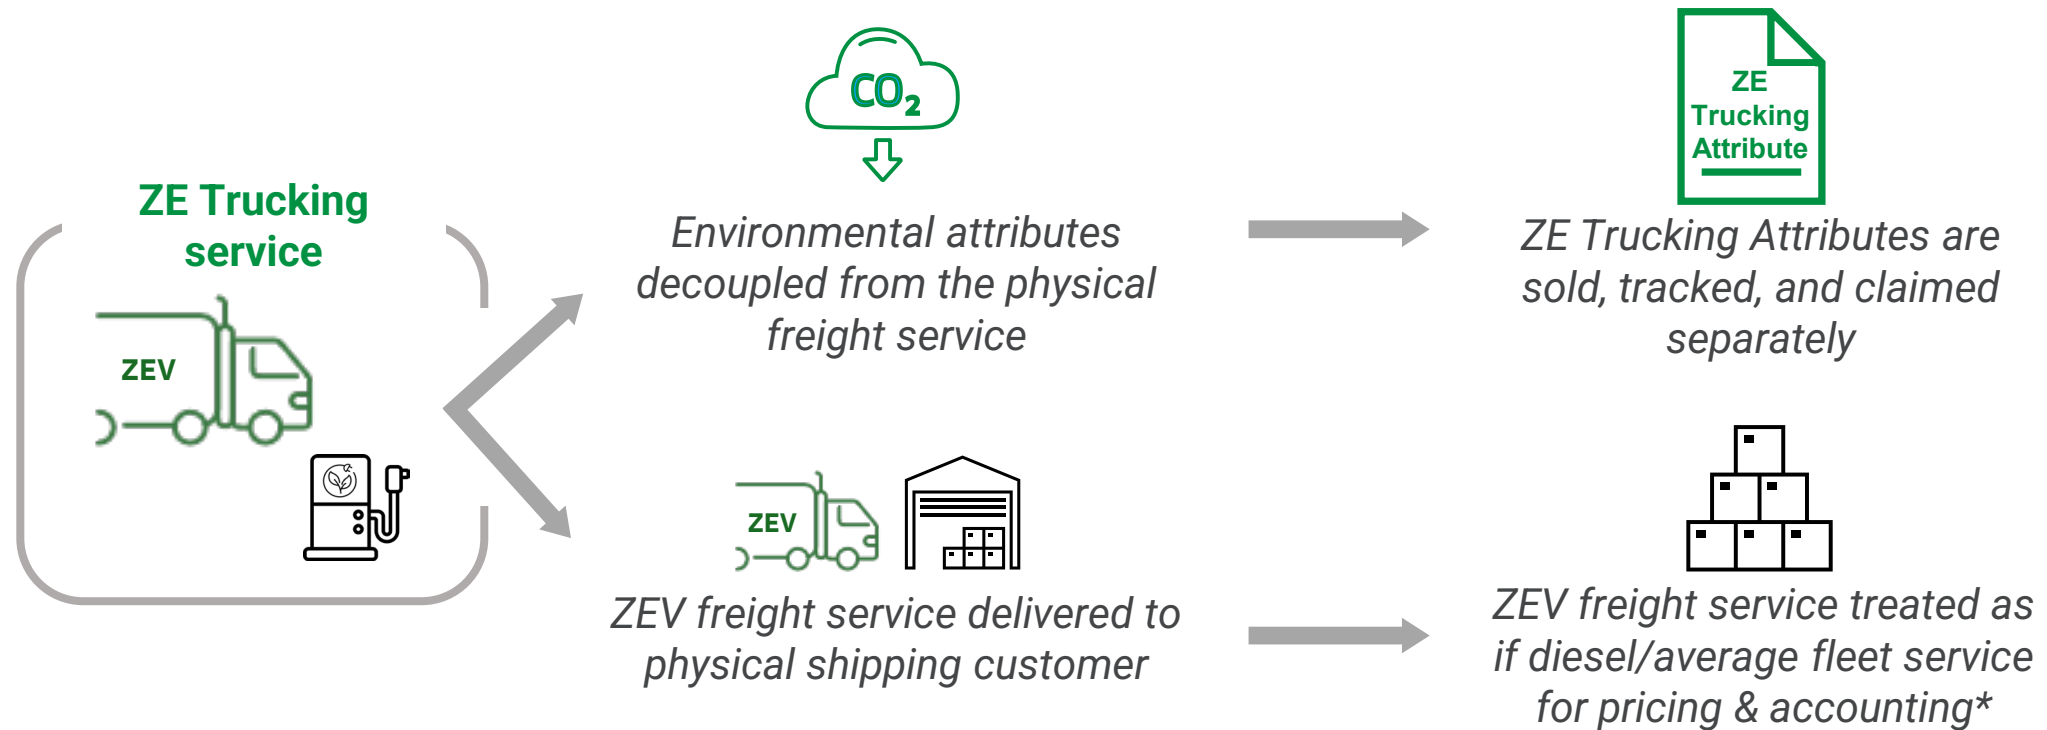 ZE Trucking
service
ZEV
CO₂
Environmental attributes
decoupled from the physical
freight service
ZE
Trucking
Attribute
ZE Trucking Attributes are
sold, tracked, and claimed
separately
ZEV
ZEV freight service delivered to
physical shipping customer
ZEV freight service treated as
if diesel/average fleet service
for pricing & accounting*